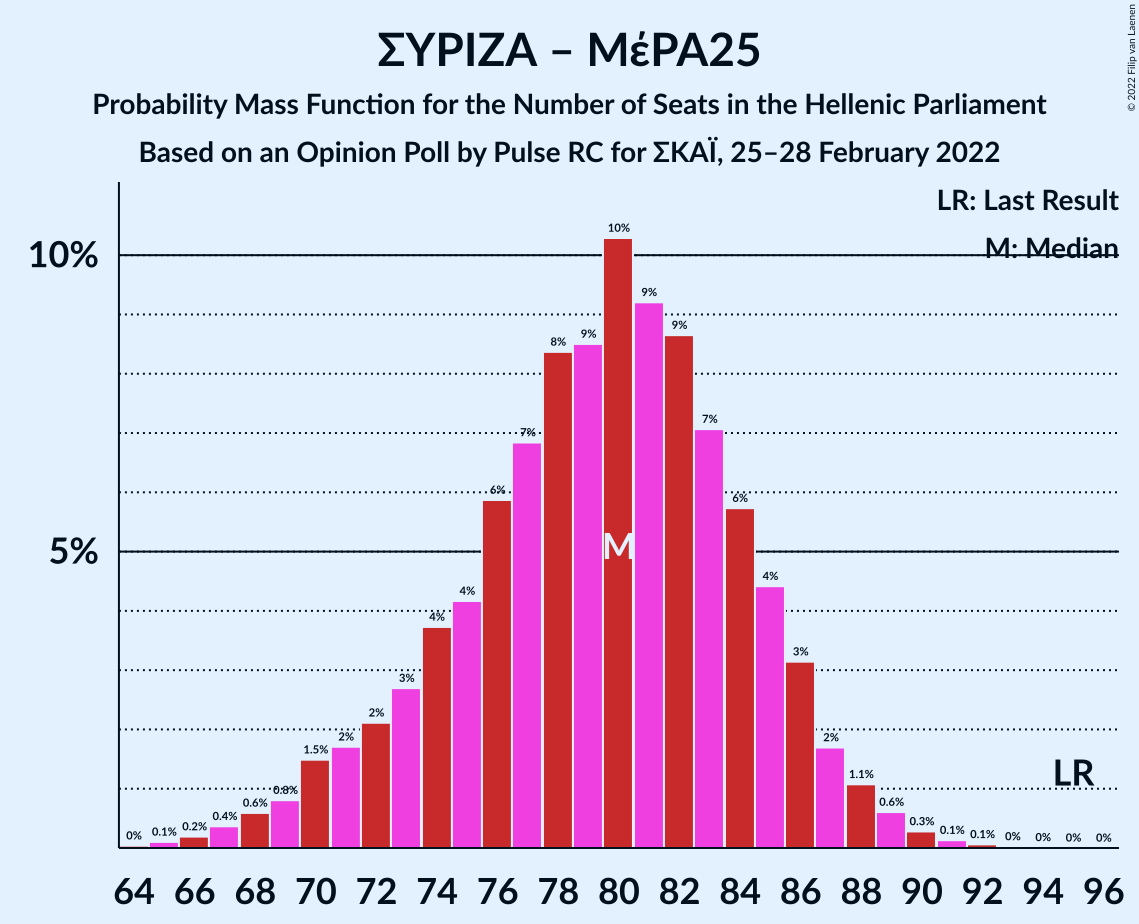 ΣΥΡΙΖΑ – ΜέΡΑ25
Probability Mass Function for the Number of Seats in the Hellenic Parliament
Based on an Opinion Poll by Pulse RC for ΣΚΑΪ, 25–28 February 2022
© 2022 Filip van Laenen
LR: Last Result
M: Median
10%
5%
0% 0.1% 0.2% 0.4% 0.6% 0.8% 1.5% 2% 2% 3% 4% 4% 6% 7% 8% 9% 10% 9% 9% 7% 6% 4% 3% 2% 1.1% 0.6% 0.3% 0.1% 0.1% 0% 0% 0% 0%
M
LR
64 66 68 70 72 74 76 78 80 82 84 86 88 90 92 94 96